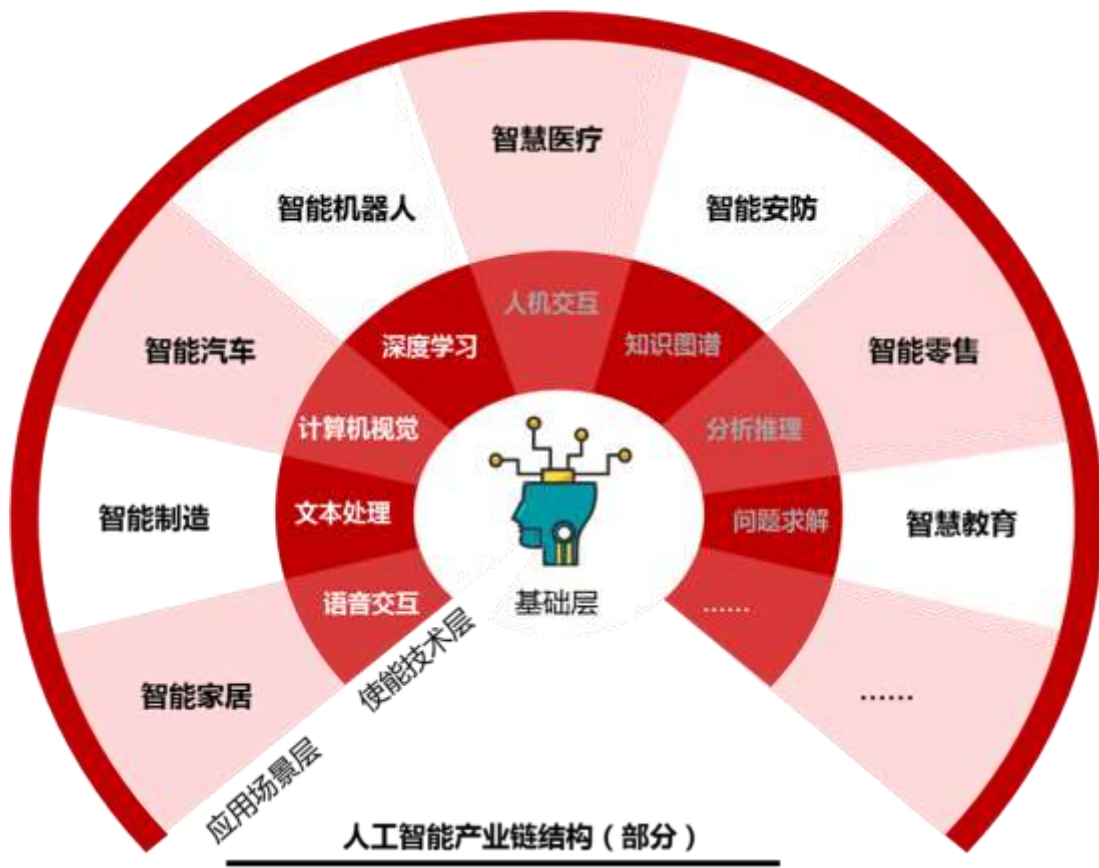 智慧医疗
智能机器人
智能安防
人机交互
深度学习
知识图谱
智能汽车
智能零售
计算机视觉
分析推理
智能制造
文本处理
问题求解
智慧教育
语音交互
基础层
......
使能技术层
智能家居
......
应用场景层
人工智能产业链结构（部分）